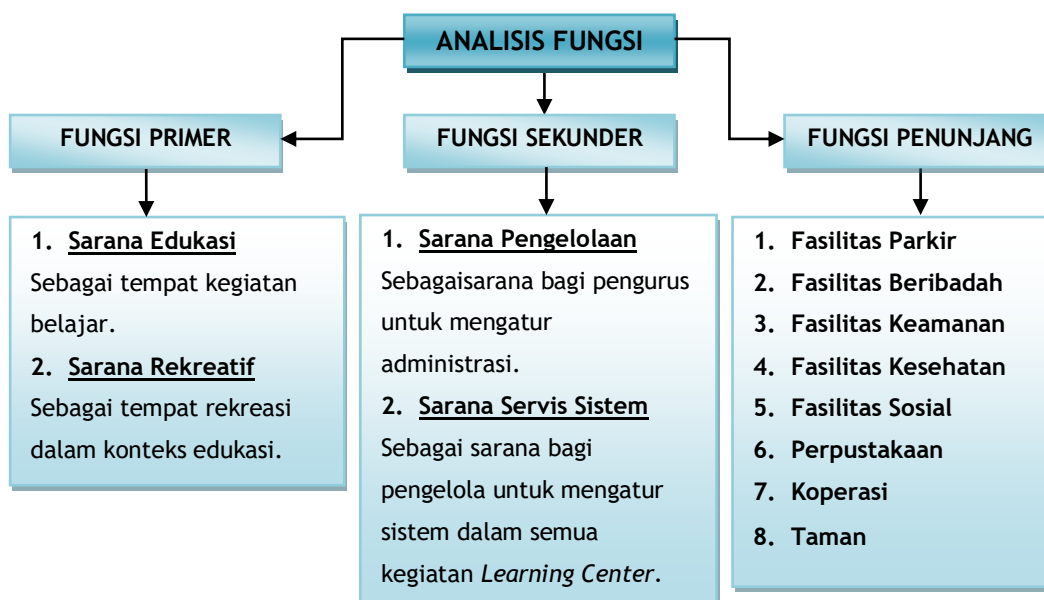 ANALISIS FUNGSI
FUNGSI PRIMER
1. Sarana Edukasi
Sebagai tempat kegiatan
belajar.
2. Sarana Rekreatif
Sebagai tempat rekreasi
dalam konteks edukasi.
FUNGSI SEKUNDER
1. Sarana Pengelolaan
Sebagaisarana bagi pengurus
untuk mengatur
administrasi.
2. Sarana Servis Sistem
Sebagai sarana bagi
pengelola untuk mengatur
sistem dalam semua
kegiatan Learning Center.
FUNGSI PENUNJANG
1. Fasilitas Parkir
2. Fasilitas Beribadah
3. Fasilitas Keamanan
4. Fasilitas Kesehatan
5. Fasilitas Sosial
6. Perpustakaan
7. Koperasi
8. Taman